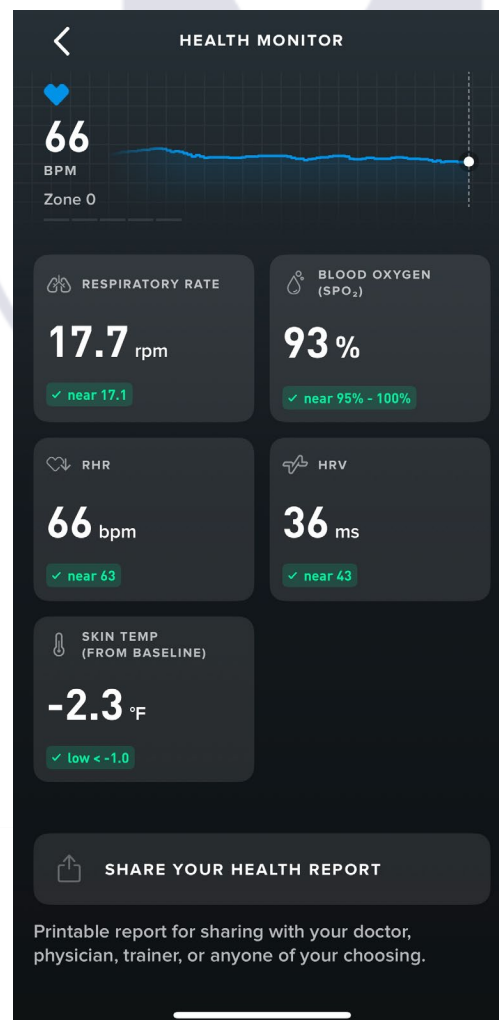 HEALTH MONITOR
66
BPM
Zone 0
RESPIRATORY RATE
17.7 rpm
✓ near 17.1
BLOOD OXYGEN
(SPO₂)
93 %
✓ near 95% - 100%
RHR
66 bpm
✓ near 63
HRV
36 ms
✓ near 43
SKIN TEMP
(FROM BASELINE)
-2.3 °F
✓ low < -1.0
SHARE YOUR HEALTH REPORT
Printable report for sharing with your doctor,
physician, trainer, or anyone of your choosing.